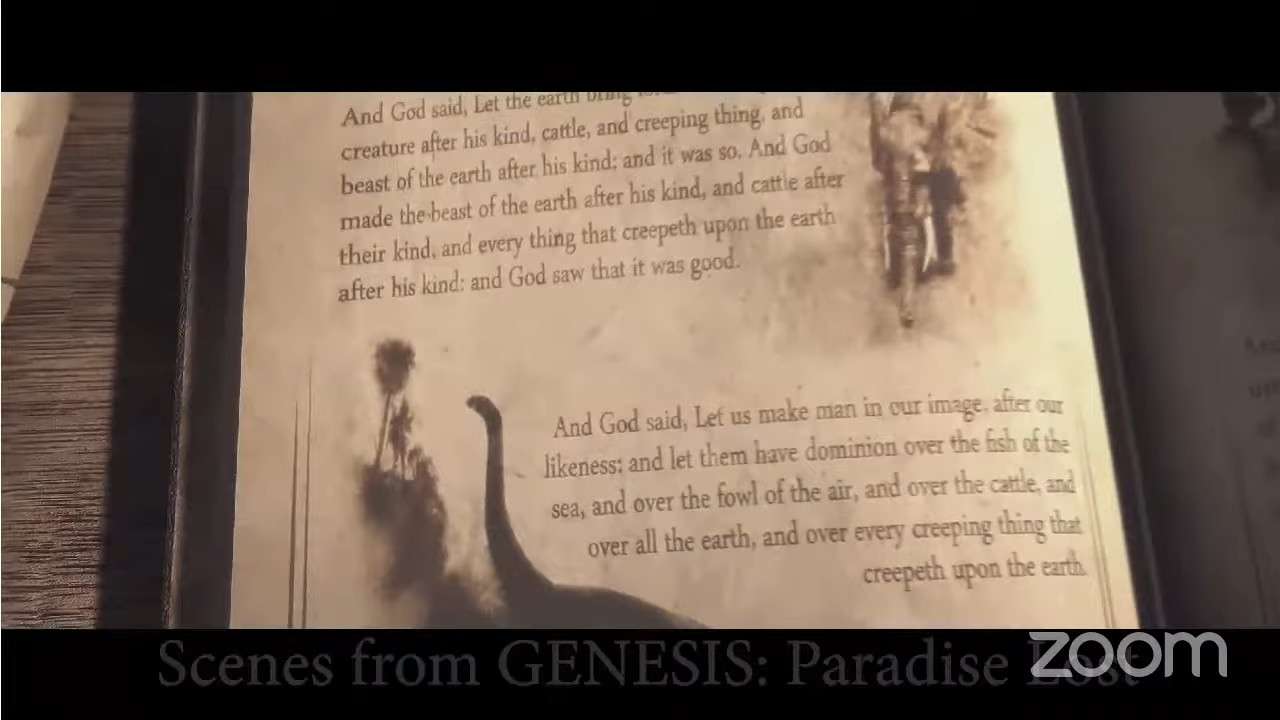 And God said, Let the earth bring
creature after his kind, cattle, and creeping thing, and
beast of the earth after his kind: and it was so. And God
made the beast of the earth after his kind, and cattle after
their kind, and every thing that creepeth upon the earth
after his kind: and God saw that it was good.
And God said, Let us make man in our image, after our
likeness: and let them have dominion over the fish of the
sea, and over the fowl of the air, and over the cattle, and
over all the earth, and over every creeping thing that
creepeth upon the earth.
Scenes from GENESIS: Paradise Lost
zoom